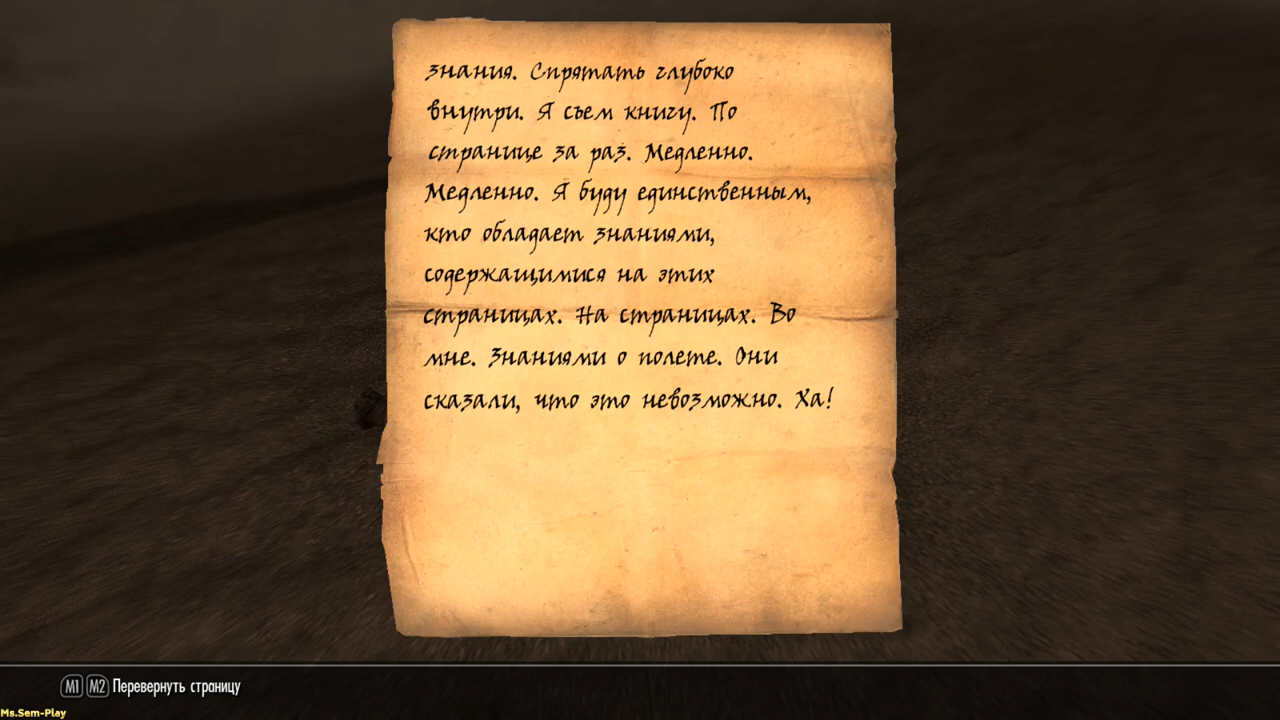 знания. Спрятать глубоко
внутри. Я съем книгу. По
странице за раз. Медленно.
Медленно. Я буду единственным,
кто обладает знаниями,
содержащимися на этих
страницах. На страницах. Во
мне. Знаниями о полете. Они
сказали, что это невозможно. Ха!
M1 M2 Перевернуть страницу
Ms.Sem-Play